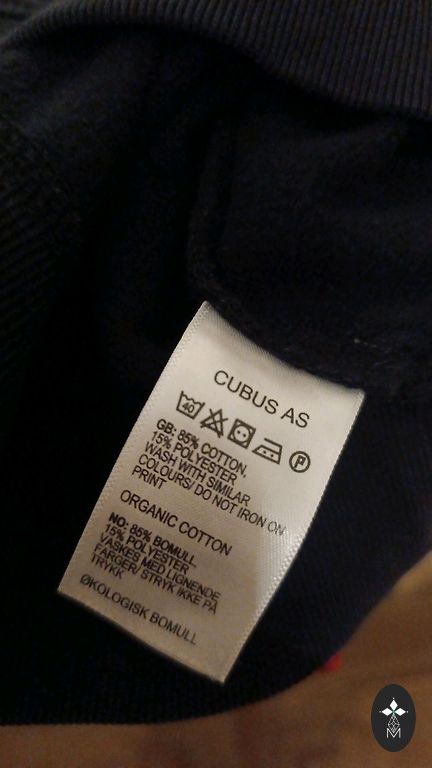 CUBUS AS
40 P
GB: 85% COTTON,
15% POLYESTER
WASH WITH SIMILAR
COLOURS/ DO NOT IRON ON
PRINT
ORGANIC COTTON
NO: 85% BOMULL,
15% POLYESTER
VASKES MED LIGNENDE
FARGER/ STRYK IKKE PÅ
TRYKK
ØKOLOGISK BOMULL
M